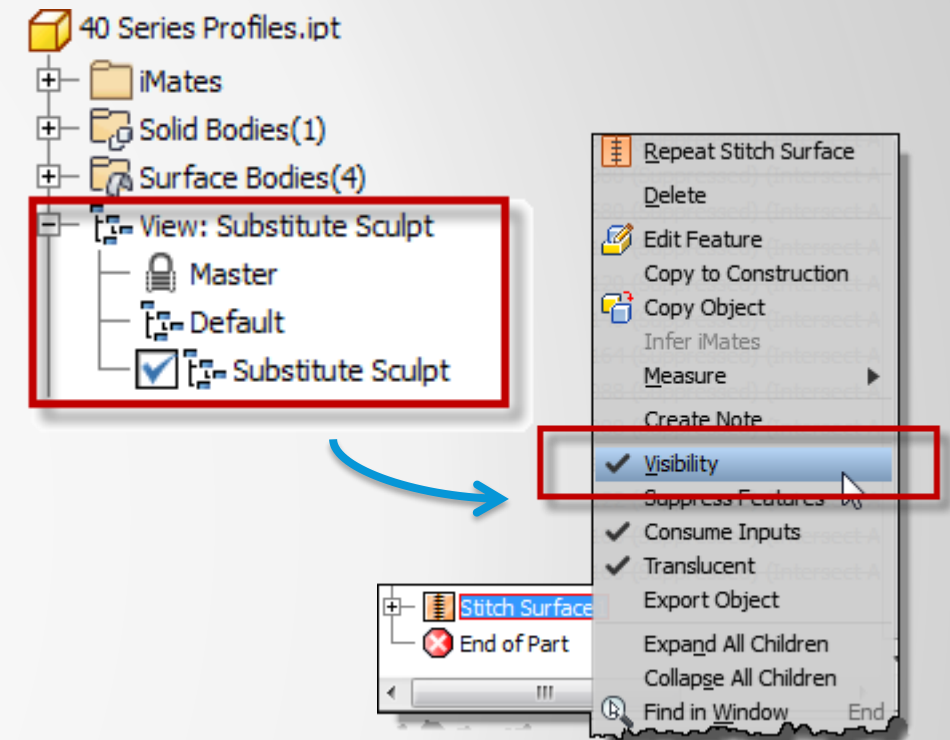 40 Series Profiles.ipt
iMates
Solid Bodies(1)
Surface Bodies(4)
View: Substitute Sculpt
Master
Default
Substitute Sculpt
Repeat Stitch Surface
Delete
Edit Feature
Copy to Construction
Copy Object
Infer iMates
Measure
Create Note
Visibility
Suppress Features
Consume Inputs
Translucent
Export Object
Expand All Children
Collapse All Children
Find in Window End
Stitch Surface
End of Part